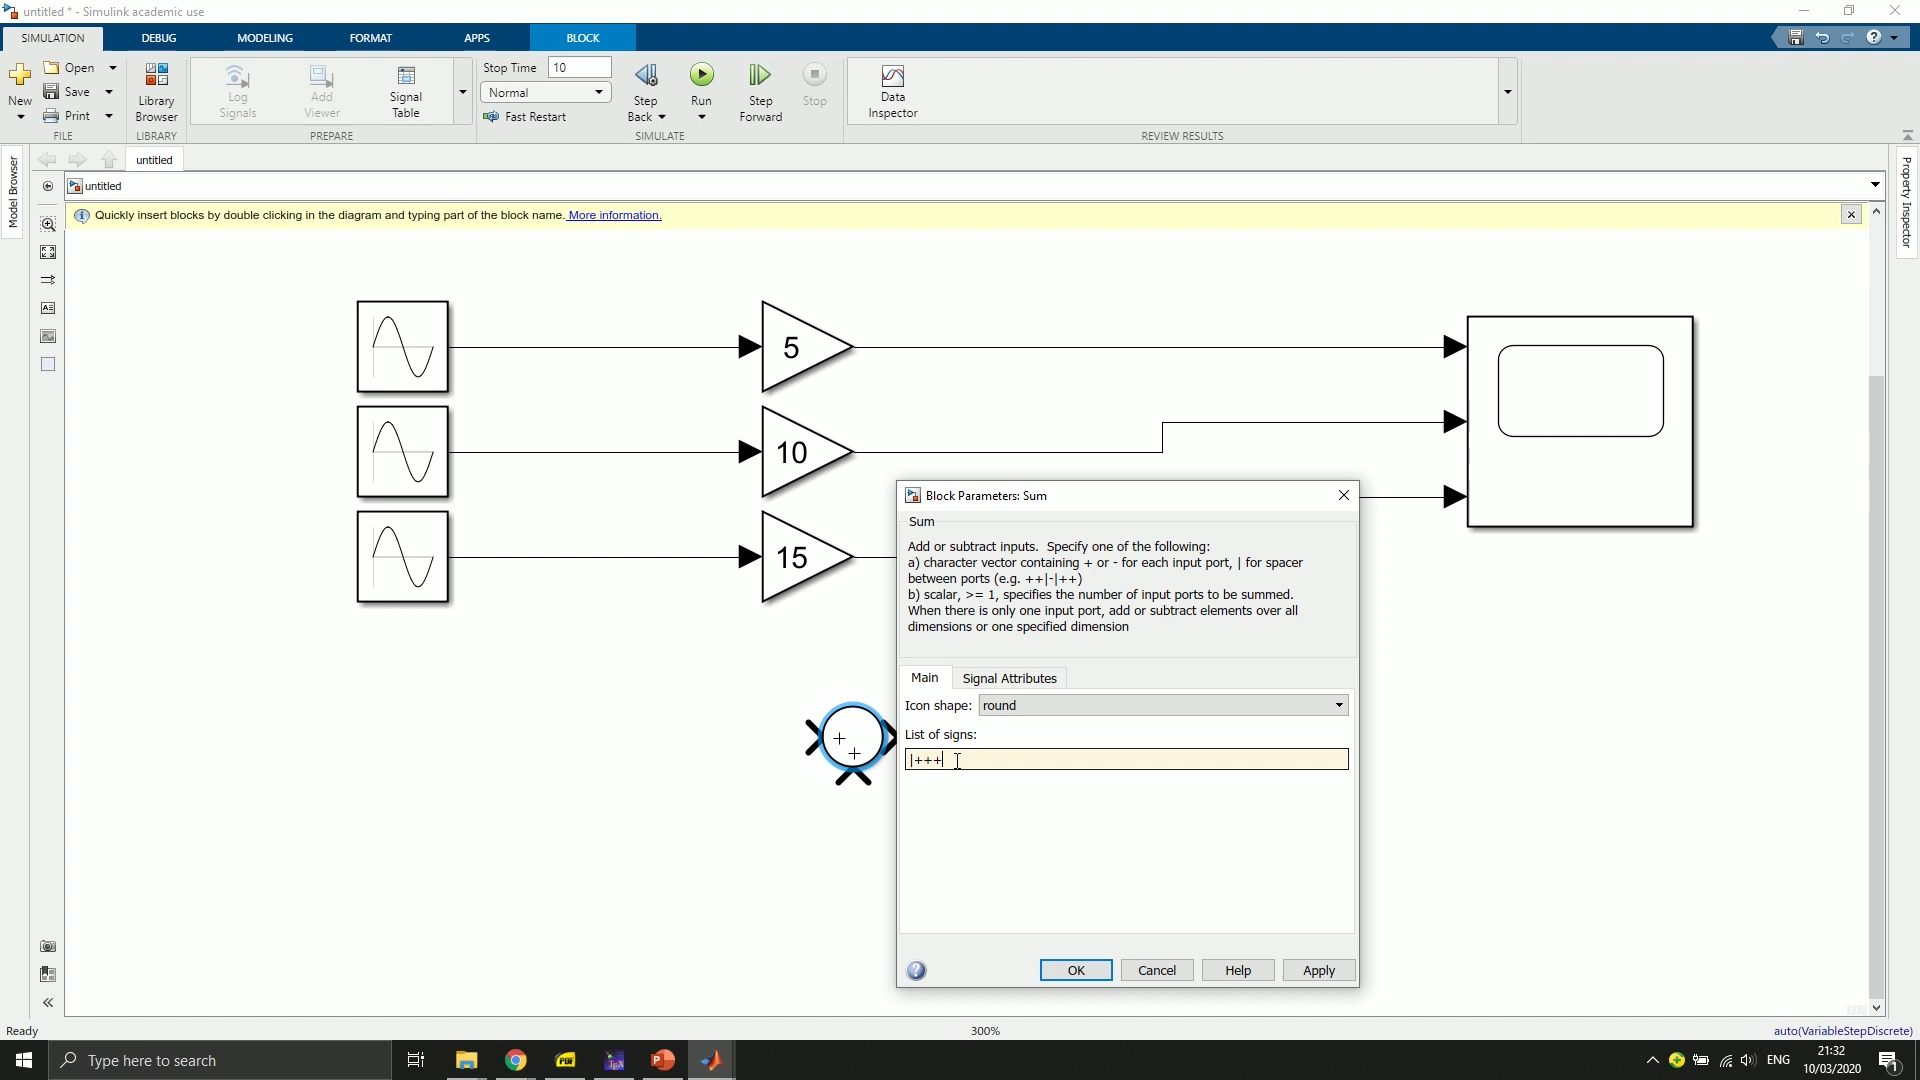 untitled * - Simulink academic use
SIMULATION DEBUG MODELING FORMAT APPS BLOCK
New
Open
Save
Print
FILE
Library Browser
LIBRARY
Log Signals
Add Viewer
Signal Table
PREPARE
Stop Time 10
Normal
Fast Restart
Step Back
Run
Step Forward
Stop
SIMULATE
Data Inspector
REVIEW RESULTS
untitled
Model Browser
untitled
Property Inspector
Quickly insert blocks by double clicking in the diagram and typing part of the block name. More information.
5
10
15
Block Parameters: Sum
Sum
Add or subtract inputs. Specify one of the following:
a) character vector containing + or - for each input port, | for spacer
between ports (e.g. ++|-|++)
b) scalar, >= 1, specifies the number of input ports to be summed.
When there is only one input port, add or subtract elements over all
dimensions or one specified dimension
Main Signal Attributes
Icon shape: round
List of signs:
|+++
+
+
OK Cancel Help Apply
Ready 300% auto(VariableStepDiscrete)
Type here to search
PDF
TEX
P
ENG
21:32
10/03/2020
1